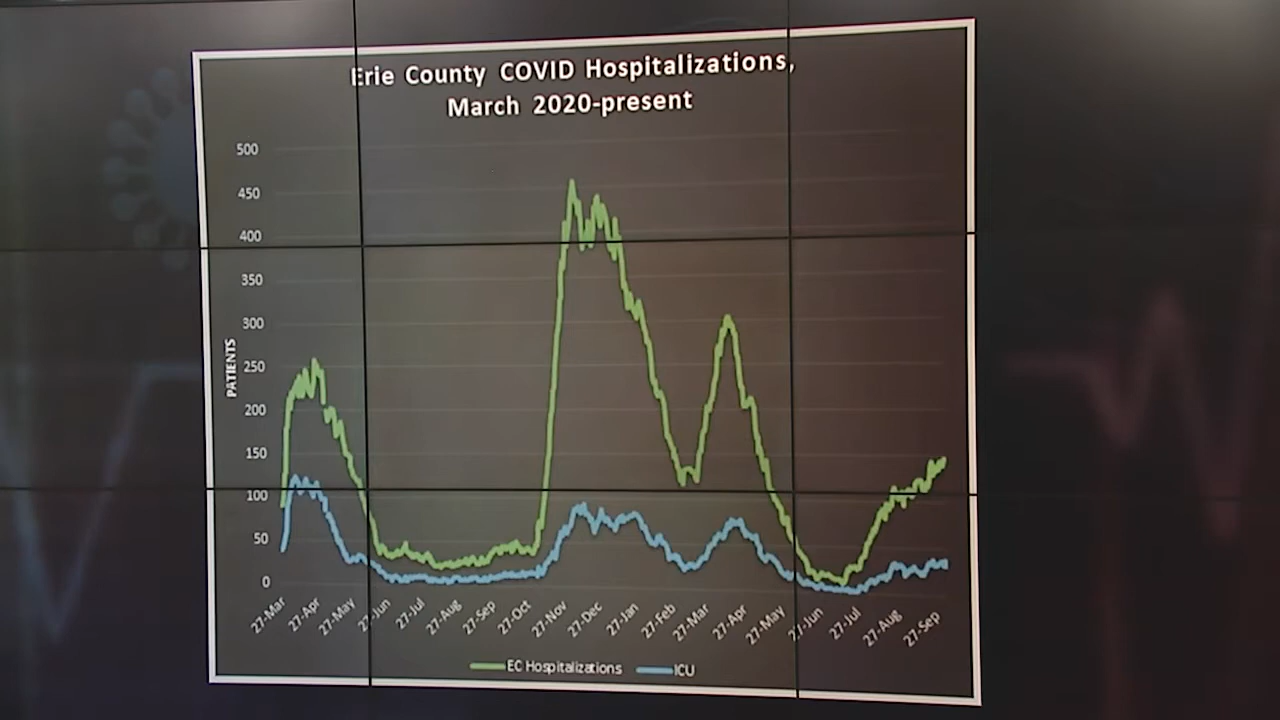 Erie County COVID Hospitalizations,
March 2020-present
500
450
400
350
300
250
200
150
100
50
0
PATIENTS
27-Mar
27-Apr
27-May
27-Jun
27-Jul
27-Aug
27-Sep
27-Oct
27-Nov
27-Dec
27-Jan
27-Feb
27-Mar
27-Apr
27-May
27-Jun
27-Jul
27-Aug
27-Sep
EC Hospitalizations
ICU